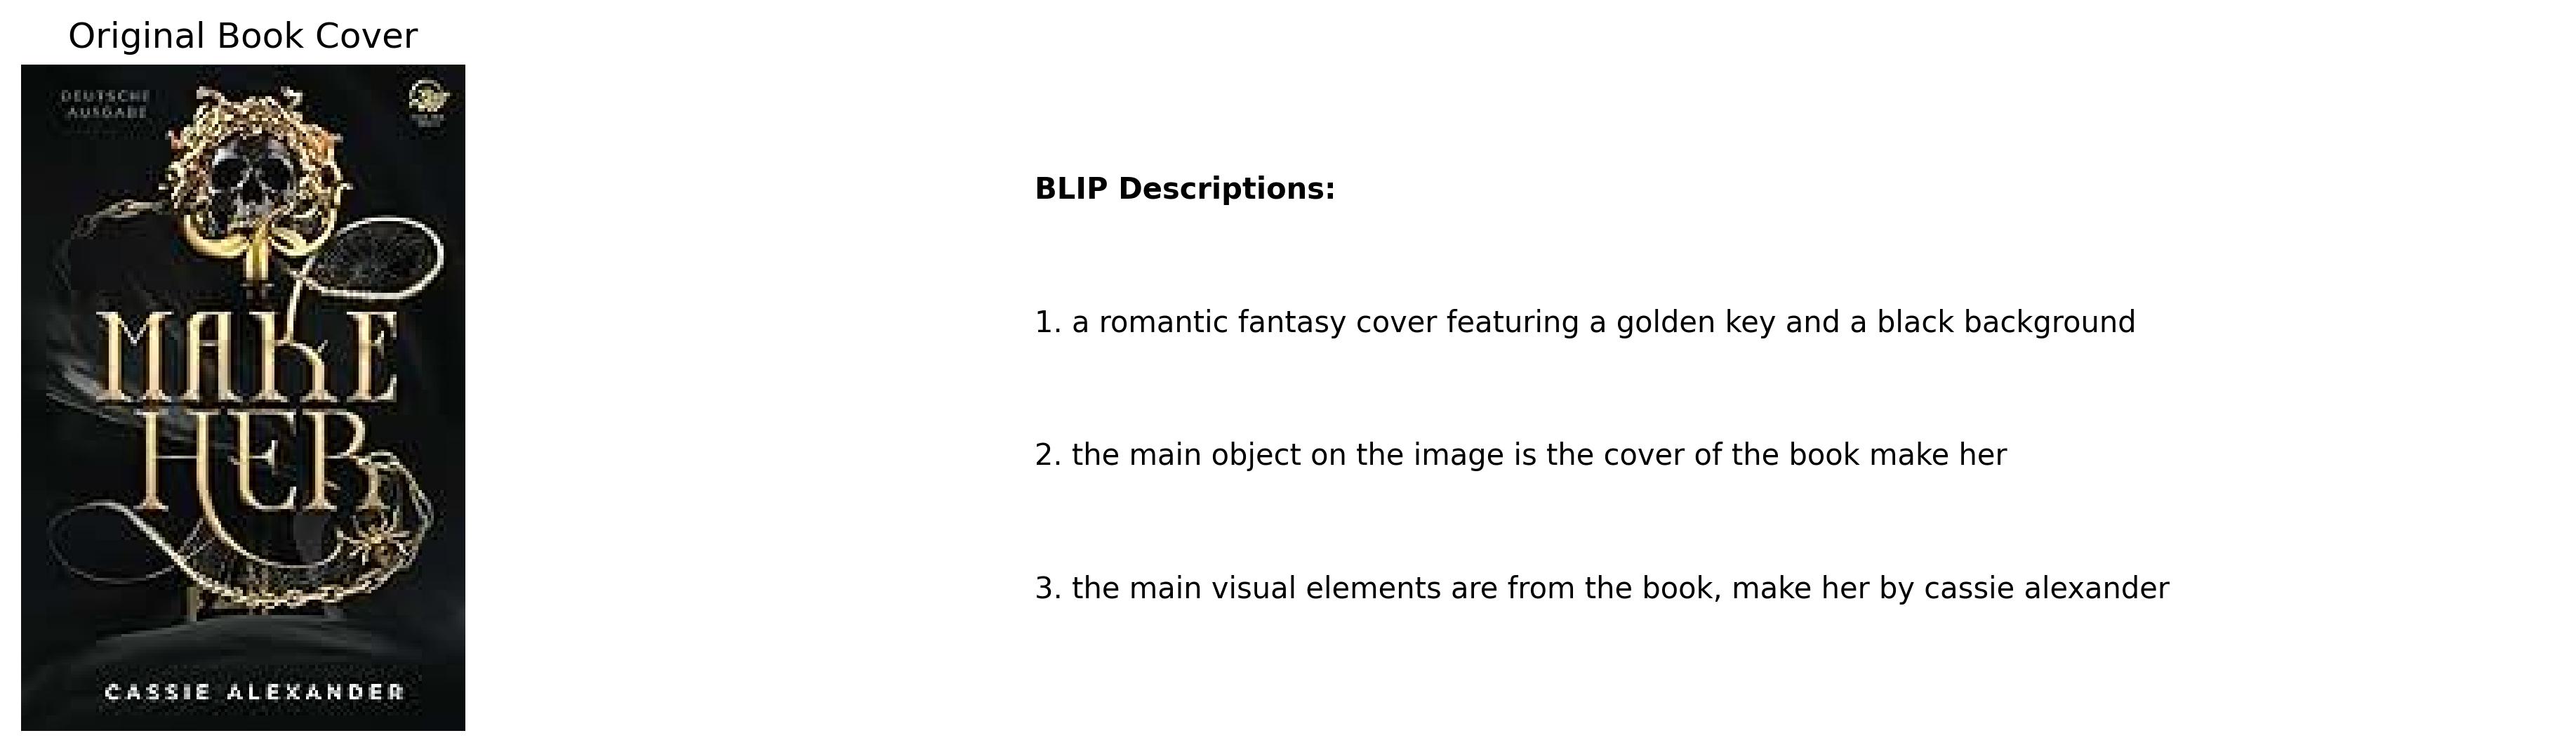 Original Book Cover
DEUTSCHE
AUSGABE
MAKE
HER
CASSIE ALEXANDER
BLIP Descriptions:
1. a romantic fantasy cover featuring a golden key and a black background
2. the main object on the image is the cover of the book make her
3. the main visual elements are from the book, make her by cassie alexander